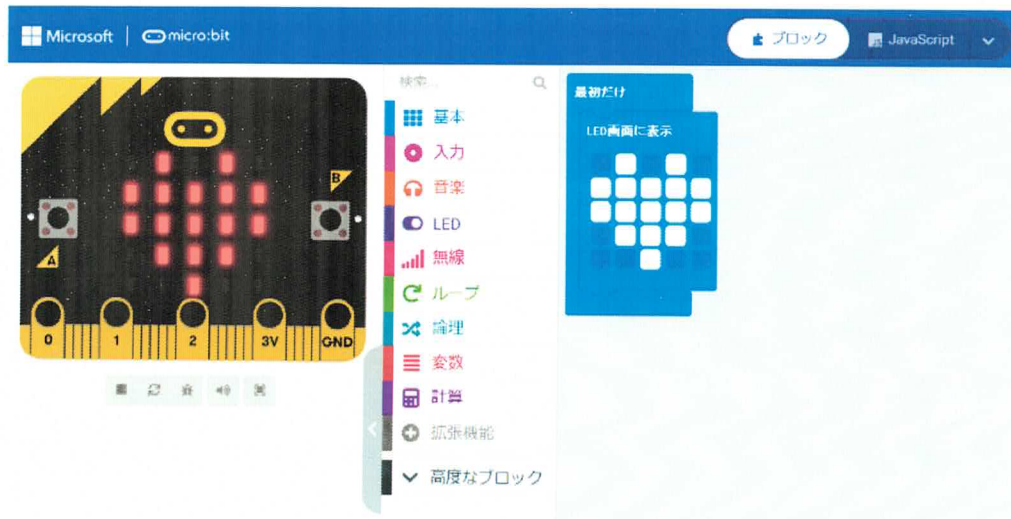 Microsoft micro:bit
ブロック
JavaScript
B
A
0 1 2 3V GND
検索...
基本
入力
音楽
LED
無線
ループ
論理
変数
計算
拡張機能
高度なブロック
最初だけ
LED画面に表示